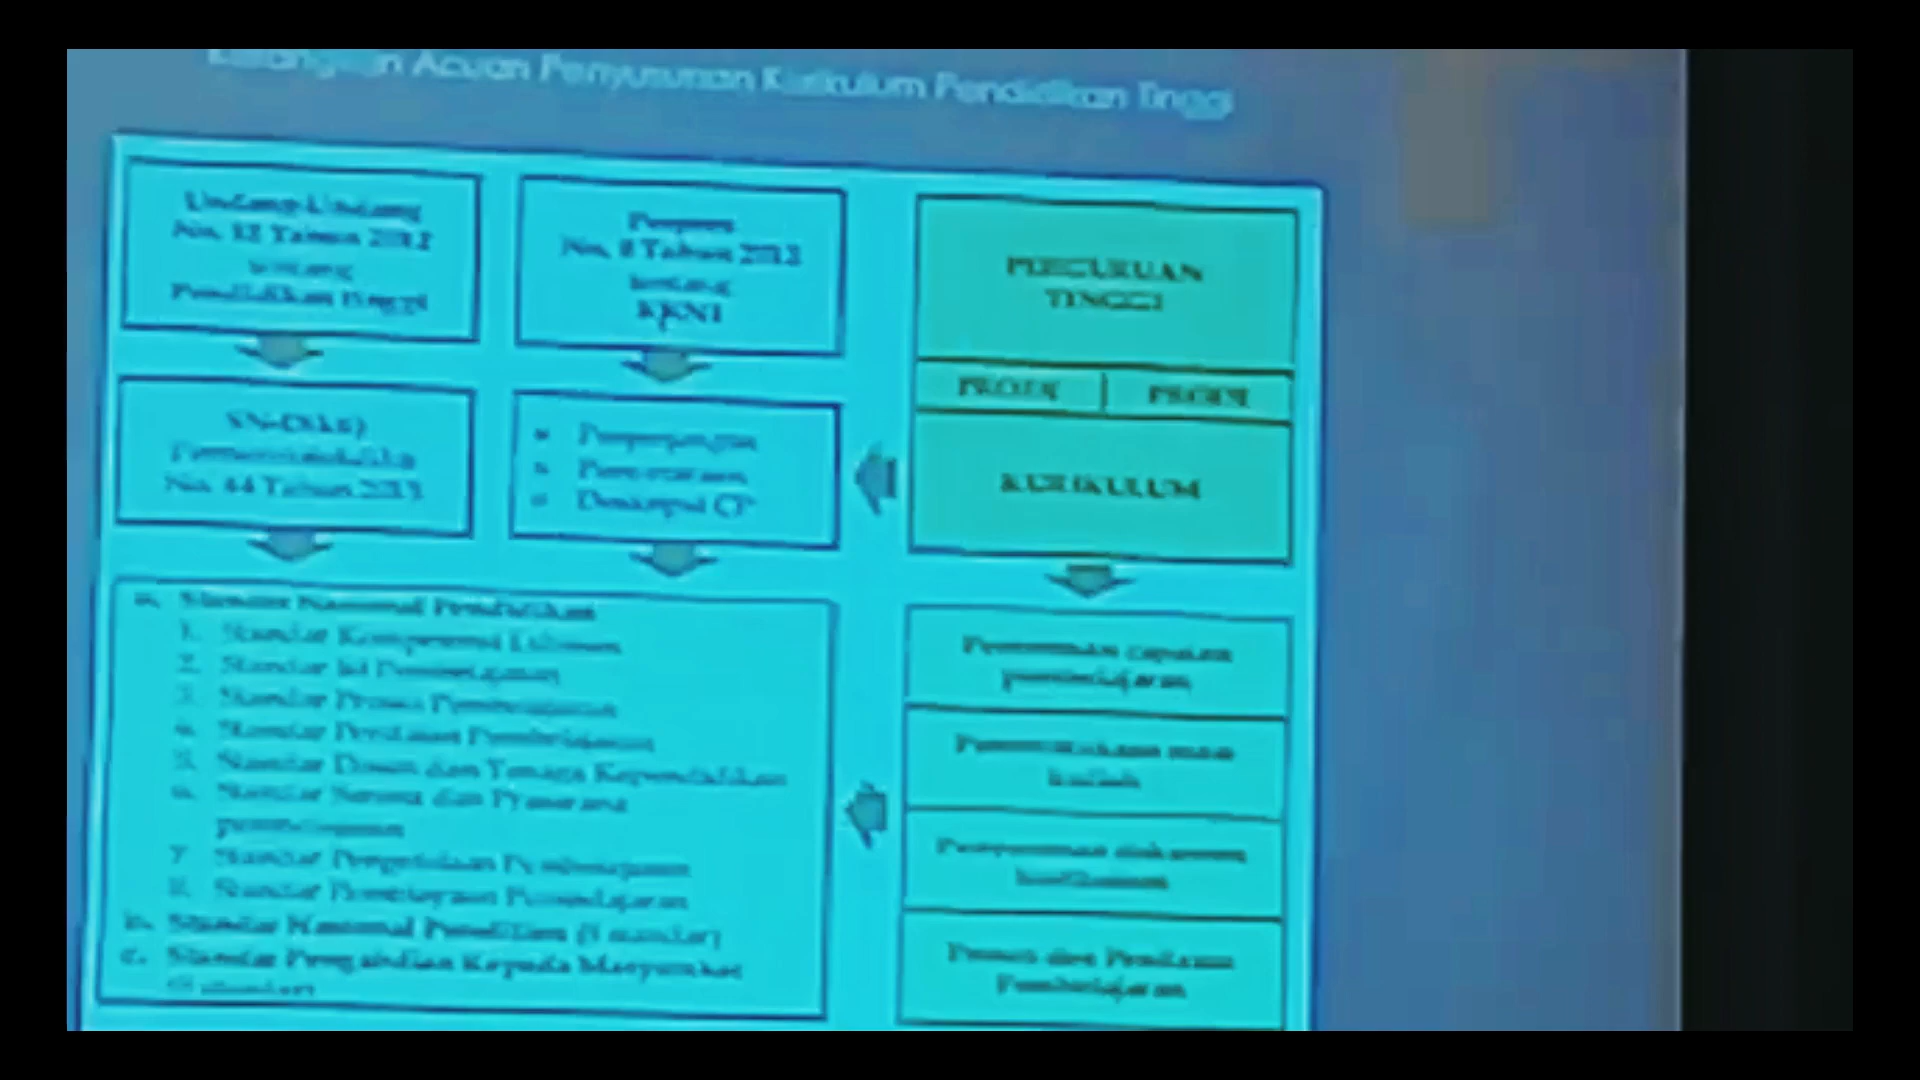 Acuan Penyusunan Kurikulum Pendidikan Tinggi
Undang-Undang
No. 12 Tahun 2012
tentang
Pendidikan Tinggi
Perpres
No. 8 Tahun 2012
tentang
KKNI
PERGURUAN
TINGGI
PRODI
PRODI
SN-Dikti
No. 44 Tahun 2015
Penjenjangan
Penyetaraan
CP
KURIKULUM
a. Standar Nasional Pendidikan
1. Standar Kompetensi Lulusan
2. Standar Isi Pembelajaran
3. Standar Proses Pembelajaran
4. Standar Penilaian Pembelajaran
5. Standar Dosen dan Tenaga Kependidikan
6. Standar Sarana dan Prasarana
pembelajaran
7. Standar Pengelolaan Pembelajaran
8. Standar Pembiayaan Pembelajaran
b. Standar Nasional Penelitian (8 standar)
c. Standar Pengabdian Kepada Masyarakat
capaian
pembelajaran
mata
kuliah
Penyusunan dokumen
kurikulum
Proses dan Penilaian
Pembelajaran